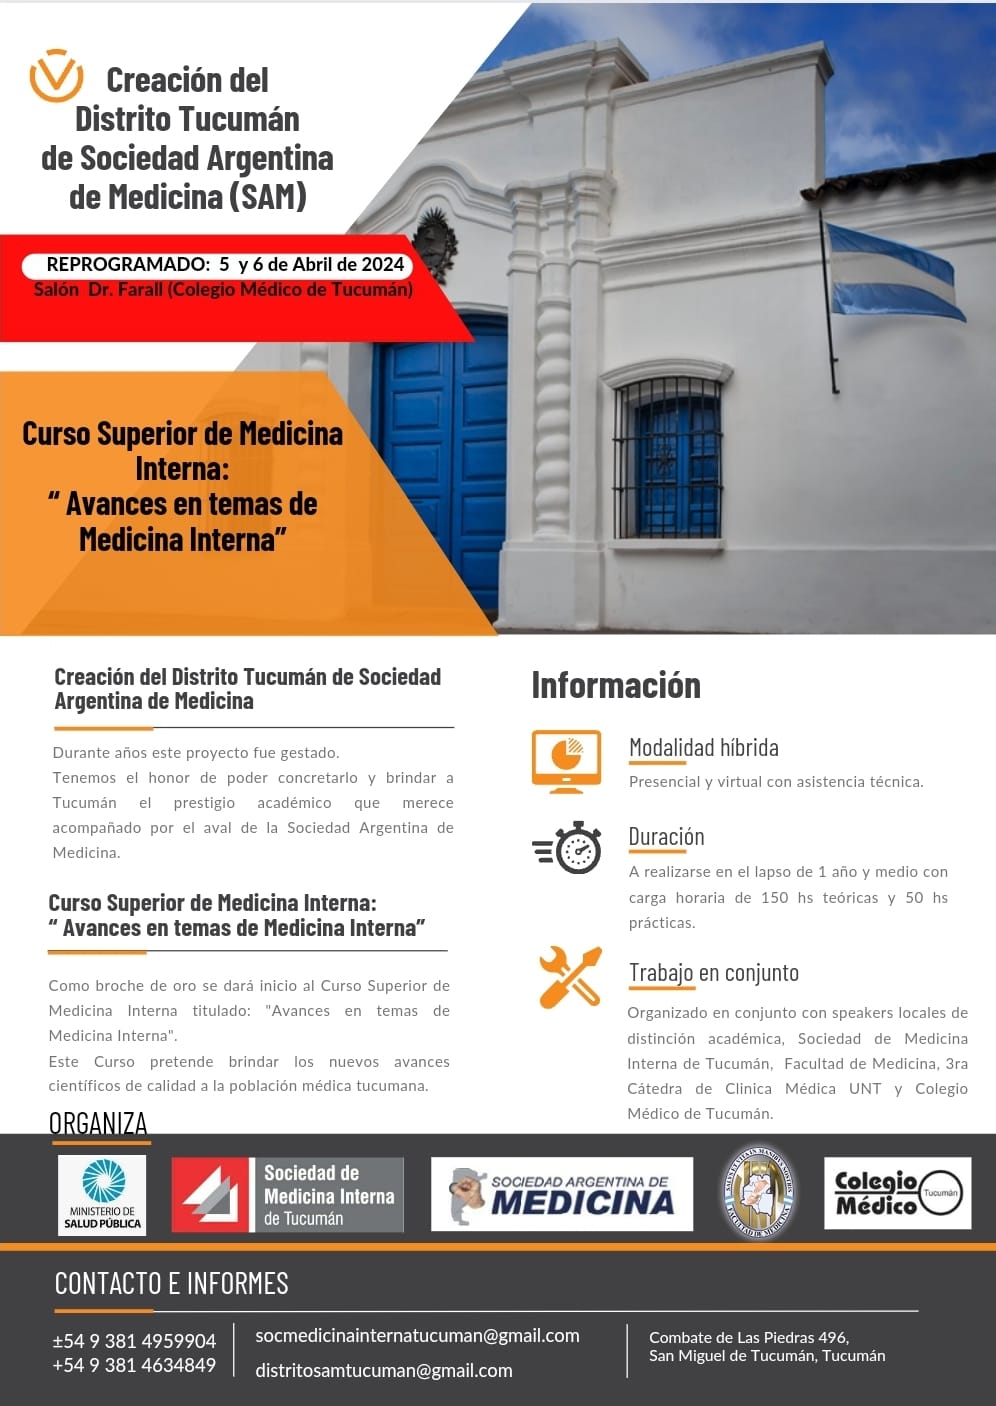 Creación del
Distrito Tucumán
de Sociedad Argentina
de Medicina (SAM)
REPROGRAMADO: 5 y 6 de Abril de 2024
Salón Dr. Farall (Colegio Médico de Tucumán)
Curso Superior de Medicina
Interna:
“ Avances en temas de
Medicina Interna”
Creación del Distrito Tucumán de Sociedad
Argentina de Medicina
Durante años este proyecto fue gestado.
Tenemos el honor de poder concretarlo y brindar a
Tucumán el prestigio académico que merece
acompañado por el aval de la Sociedad Argentina de
Medicina.
Curso Superior de Medicina Interna:
“ Avances en temas de Medicina Interna”
Como broche de oro se dará inicio al Curso Superior de
Medicina Interna titulado: "Avances en temas de
Medicina Interna".
Este Curso pretende brindar los nuevos avances
científicos de calidad a la población médica tucumana.
Información
Modalidad híbrida
Presencial y virtual con asistencia técnica.
Duración
A realizarse en el lapso de 1 año y medio con
carga horaria de 150 hs teóricas y 50 hs
prácticas.
Trabajo en conjunto
Organizado en conjunto con speakers locales de
distinción académica, Sociedad de Medicina
Interna de Tucumán, Facultad de Medicina, 3ra
Cátedra de Clinica Médica UNT y Colegio
Médico de Tucumán.
ORGANIZA
MINISTERIO DE
SALUD PÚBLICA
Sociedad de
Medicina Interna
de Tucumán
SOCIEDAD ARGENTINA DE
MEDICINA
FACULTAD DE MEDICINA
Colegio
Médico
Tucumán
CONTACTO E INFORMES
±54 9 381 4959904
+54 9 381 4634849
socmedicinainternatucuman@gmail.com
distritosamtucuman@gmail.com
Combate de Las Piedras 496,
San Miguel de Tucumán, Tucumán